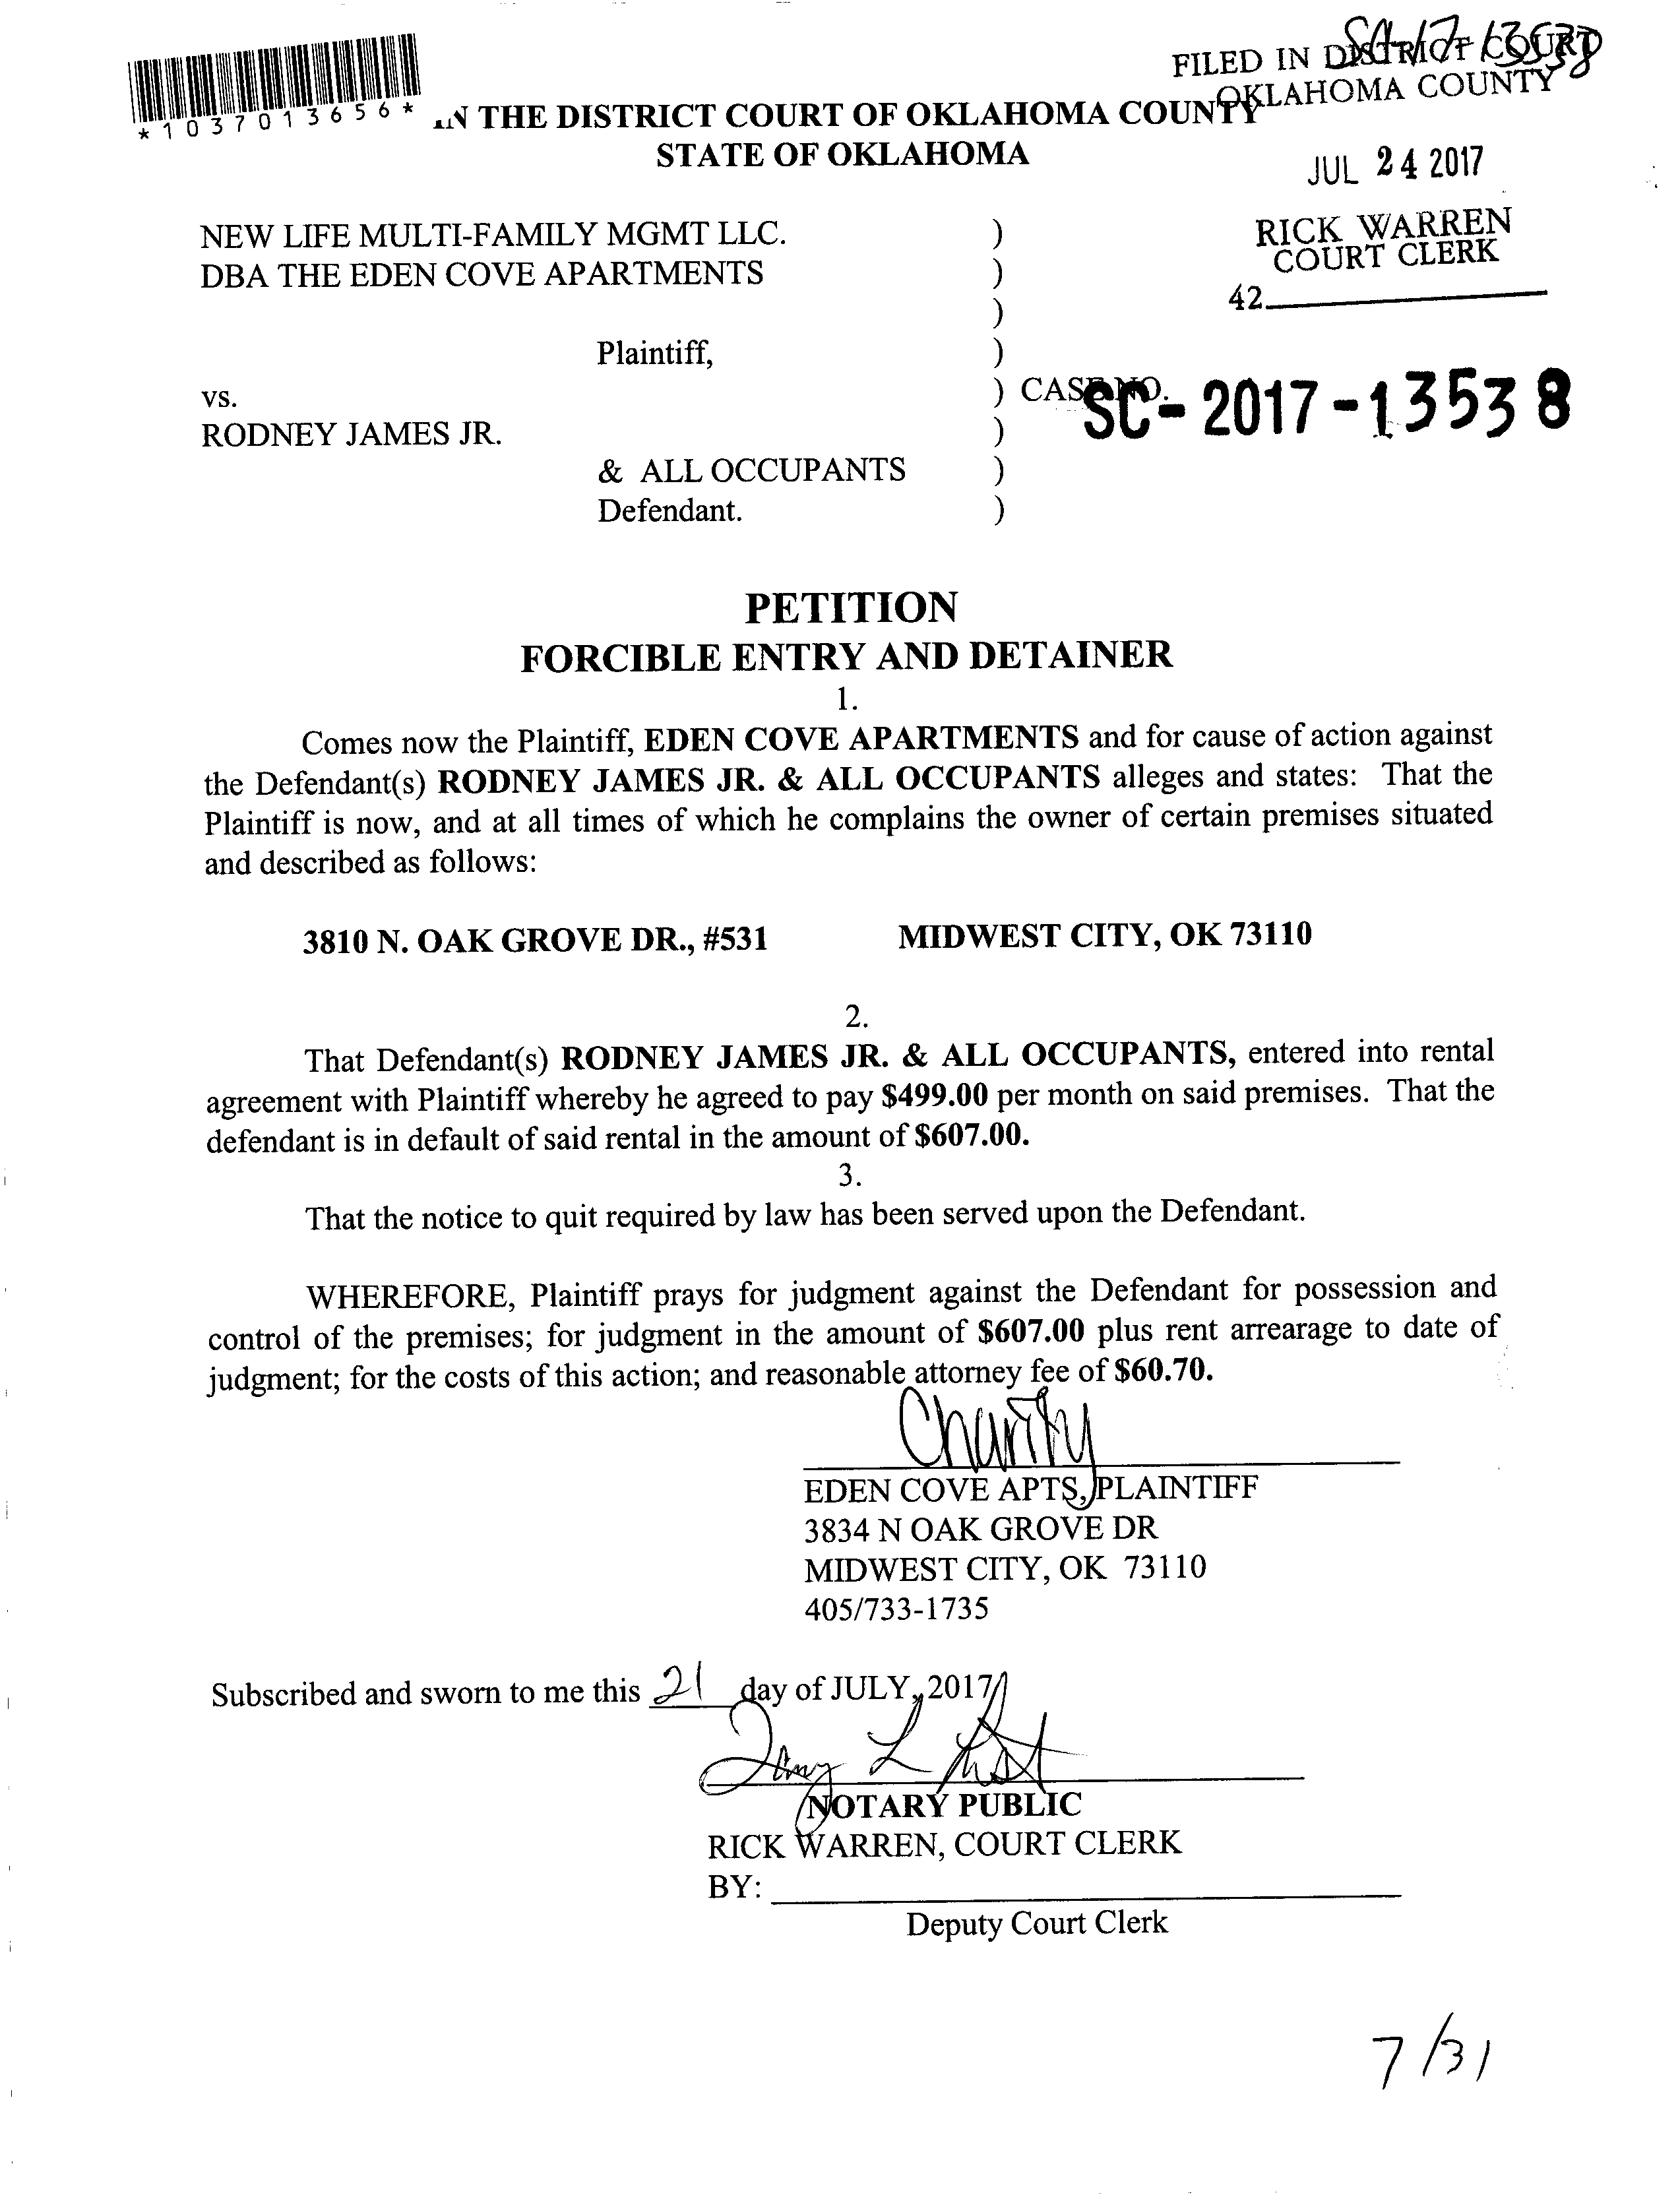 SC-17-13538
FILED IN DISTRICT COURT
OKLAHOMA COUNTY
*1037013656*
IN THE DISTRICT COURT OF OKLAHOMA COUNTY
STATE OF OKLAHOMA
JUL 24 2017
NEW LIFE MULTI-FAMILY MGMT LLC. )
RICK WARREN
COURT CLERK
DBA THE EDEN COVE APARTMENTS )
42
)
Plaintiff, )
vs. ) CASE NO. SC-2017-13538
RODNEY JAMES JR. )
& ALL OCCUPANTS )
Defendant. )
PETITION
FORCIBLE ENTRY AND DETAINER
1.
Comes now the Plaintiff, EDEN COVE APARTMENTS and for cause of action against
the Defendant(s) RODNEY JAMES JR. & ALL OCCUPANTS alleges and states: That the
Plaintiff is now, and at all times of which he complains the owner of certain premises situated
and described as follows:
3810 N. OAK GROVE DR., #531 MIDWEST CITY, OK 73110
2.
That Defendant(s) RODNEY JAMES JR. & ALL OCCUPANTS, entered into rental
agreement with Plaintiff whereby he agreed to pay $499.00 per month on said premises. That the
defendant is in default of said rental in the amount of $607.00.
3.
That the notice to quit required by law has been served upon the Defendant.
WHEREFORE, Plaintiff prays for judgment against the Defendant for possession and
control of the premises; for judgment in the amount of $607.00 plus rent arrearage to date of
judgment; for the costs of this action; and reasonable attorney fee of $60.70.
Charity
EDEN COVE APTS, PLAINTIFF
3834 N OAK GROVE DR
MIDWEST CITY, OK 73110
405/733-1735
Subscribed and sworn to me this 21 day of JULY, 2017
NOTARY PUBLIC
RICK WARREN, COURT CLERK
BY:
Deputy Court Clerk
7/31